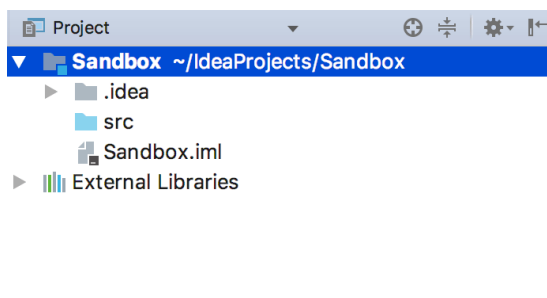 Project
Sandbox ~/IdeaProjects/Sandbox
.idea
src
Sandbox.iml
External Libraries